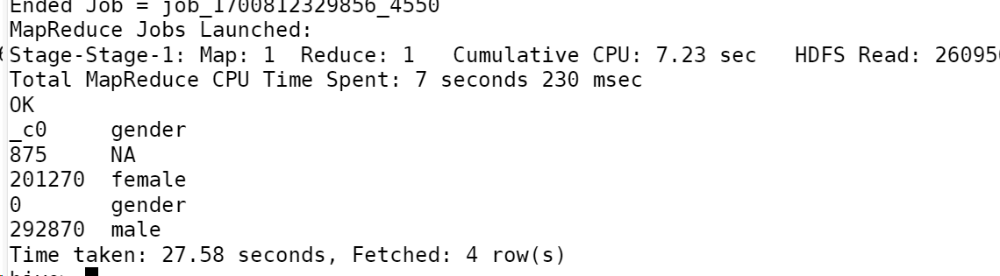 Ended Job = job_1700812329856_4550
MapReduce Jobs Launched:
Stage-Stage-1: Map: 1  Reduce: 1   Cumulative CPU: 7.23 sec   HDFS Read: 260950
Total MapReduce CPU Time Spent: 7 seconds 230 msec
OK
_c0     gender
875     NA
201270  female
0       gender
292870  male
Time taken: 27.58 seconds, Fetched: 4 row(s)
hive>